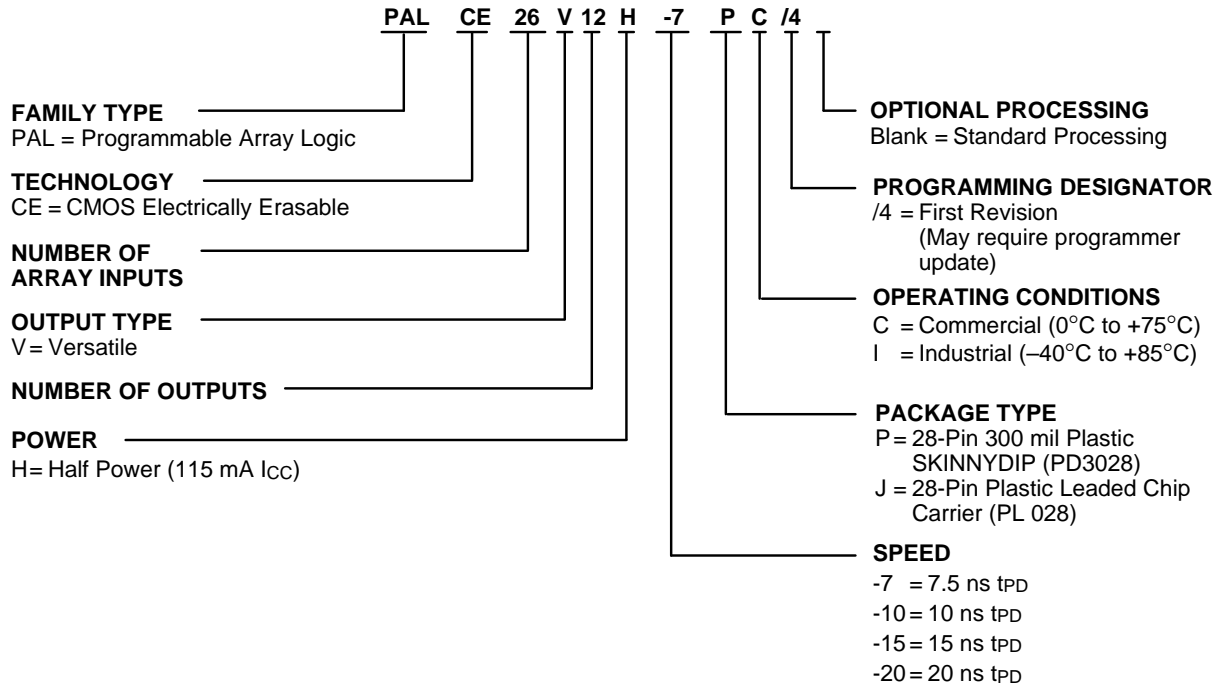 PAL CE 26 V 12 H -7 P C /4
FAMILY TYPE
PAL = Programmable Array Logic
TECHNOLOGY
CE = CMOS Electrically Erasable
NUMBER OF
ARRAY INPUTS
OUTPUT TYPE
V = Versatile
NUMBER OF OUTPUTS
POWER
H = Half Power (115 mA ICC)
OPTIONAL PROCESSING
Blank = Standard Processing
PROGRAMMING DESIGNATOR
/4 = First Revision
(May require programmer
update)
OPERATING CONDITIONS
C = Commercial (0°C to +75°C)
I = Industrial (–40°C to +85°C)
PACKAGE TYPE
P = 28-Pin 300 mil Plastic
SKINNYDIP (PD3028)
J = 28-Pin Plastic Leaded Chip
Carrier (PL 028)
SPEED
-7 = 7.5 ns tPD
-10 = 10 ns tPD
-15 = 15 ns tPD
-20 = 20 ns tPD